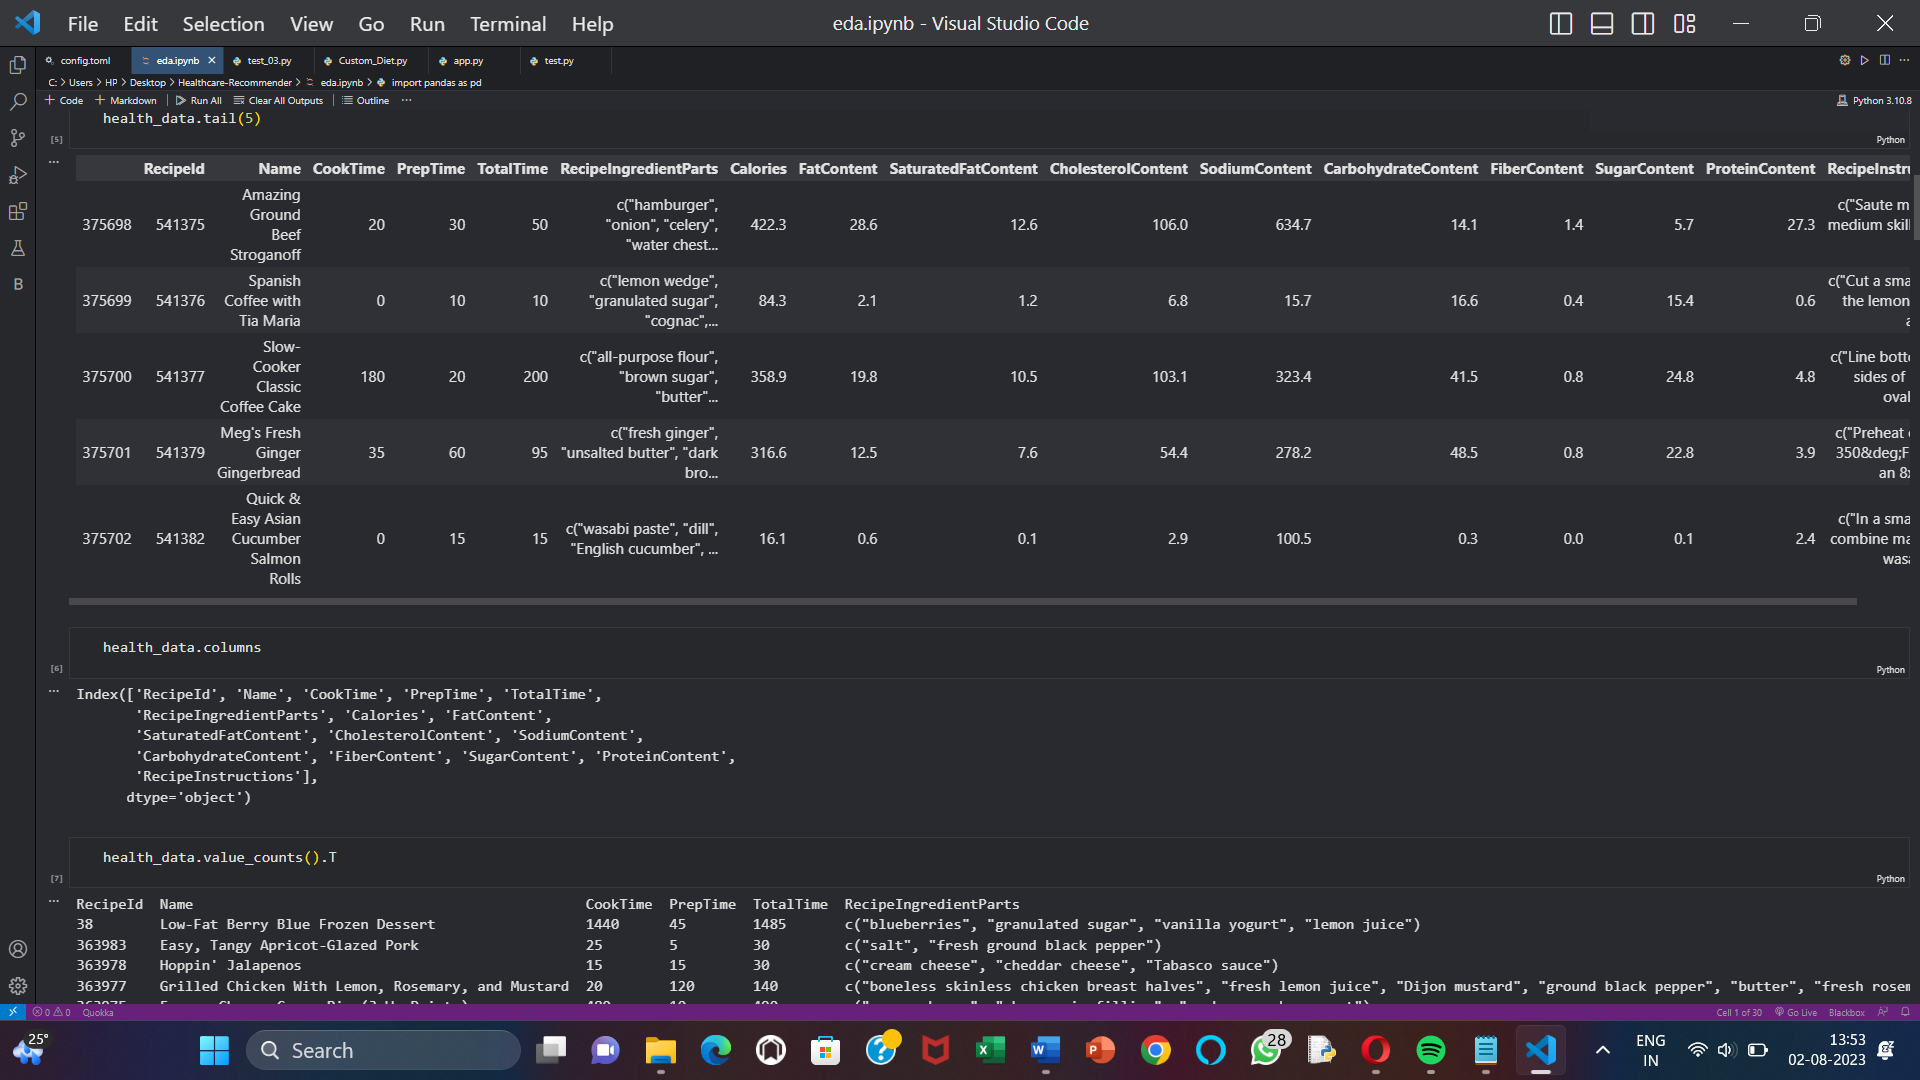 File Edit Selection View Go Run Terminal Help eda.ipynb - Visual Studio Code
config.toml eda.ipynb test_03.py Custom_Diet.py app.py test.py
C: > Users > HP > Desktop > Healthcare-Recommender > eda.ipynb > import pandas as pd
+ Code + Markdown | Run All Clear All Outputs | Outline ... Python 3.10.8
health_data.tail(5)
[5] Python
RecipeId Name CookTime PrepTime TotalTime RecipeIngredientParts Calories FatContent SaturatedFatContent CholesterolContent SodiumContent CarbohydrateContent FiberContent SugarContent ProteinContent RecipeInstru
375698 541375 Amazing Ground Beef Stroganoff 20 30 50 c("hamburger", "onion", "celery", "water chest... 422.3 28.6 12.6 106.0 634.7 14.1 1.4 5.7 27.3 c("Saute m medium skil
375699 541376 Spanish Coffee with Tia Maria 0 10 10 c("lemon wedge", "granulated sugar", "cognac",... 84.3 2.1 1.2 6.8 15.7 16.6 0.4 15.4 0.6 c("Cut a sma the lemon a
375700 541377 Slow-Cooker Classic Coffee Cake 180 20 200 c("all-purpose flour", "brown sugar", "butter"... 358.9 19.8 10.5 103.1 323.4 41.5 0.8 24.8 4.8 c("Line bott sides of oval
375701 541379 Meg's Fresh Ginger Gingerbread 35 60 95 c("fresh ginger", "unsalted butter", "dark bro... 316.6 12.5 7.6 54.4 278.2 48.5 0.8 22.8 3.9 c("Preheat 350&deg;F an 8x
375702 541382 Quick & Easy Asian Cucumber Salmon Rolls 0 15 15 c("wasabi paste", "dill", "English cucumber", ... 16.1 0.6 0.1 2.9 100.5 0.3 0.0 0.1 2.4 c("In a sma combine ma wasa
health_data.columns
[6] Python
Index(['RecipeId', 'Name', 'CookTime', 'PrepTime', 'TotalTime',
'RecipeIngredientParts', 'Calories', 'FatContent',
'SaturatedFatContent', 'CholesterolContent', 'SodiumContent',
'CarbohydrateContent', 'FiberContent', 'SugarContent', 'ProteinContent',
'RecipeInstructions'],
dtype='object')
health_data.value_counts().T
[7] Python
RecipeId Name CookTime PrepTime TotalTime RecipeIngredientParts
38 Low-Fat Berry Blue Frozen Dessert 1440 45 1485 c("blueberries", "granulated sugar", "vanilla yogurt", "lemon juice")
363983 Easy, Tangy Apricot-Glazed Pork 25 5 30 c("salt", "fresh ground black pepper")
363978 Hoppin' Jalapenos 15 15 30 c("cream cheese", "cheddar cheese", "Tabasco sauce")
363977 Grilled Chicken With Lemon, Rosemary, and Mustard 20 120 140 c("boneless skinless chicken breast halves", "fresh lemon juice", "Dijon mustard", "ground black pepper", "butter", "fresh rosem
0 0 Quokka Cell 1 of 30 Go Live Blackbox
25° Search 28 ENG IN 13:53 02-08-2023